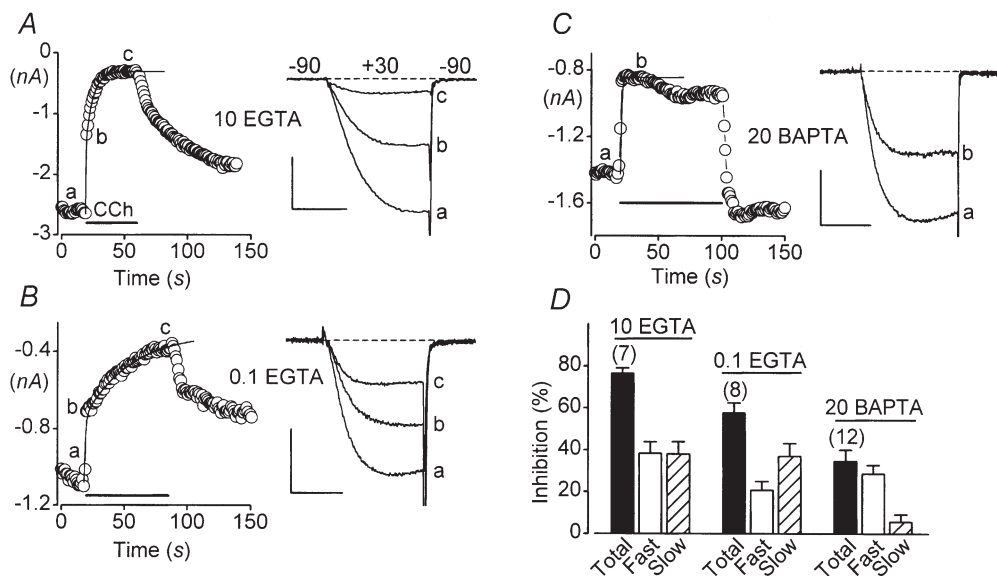 A
0
(nA)
-1
-2
-3
a
b
c
CCh
0 50 100 150
Time (s)
10 EGTA
-90 +30 -90
c
b
a
B
-0.4
(nA)
-0.8
-1.2
a
b
c
0 50 100 150
Time (s)
0.1 EGTA
c
b
a
C
-0.8
(nA)
-1.2
-1.6
a
b
0 50 100 150
Time (s)
20 BAPTA
b
a
D
Inhibition (%)
80
60
40
20
0
10 EGTA
(7)
0.1 EGTA
(8)
20 BAPTA
(12)
Total Fast Slow
Total Fast Slow
Total Fast Slow